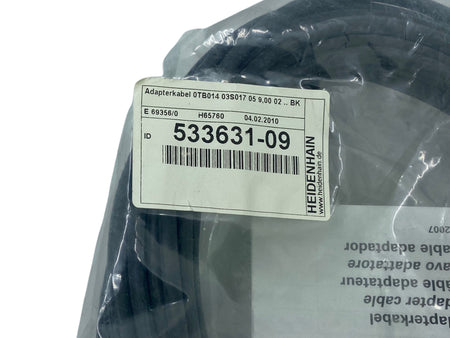 Adapterkabel 0TB014 03S017 05 9,00 02 .. BK
E 69356/0 H65760 04.02.2010
ID 533631-09
HEIDENHAIN
www.heidenhain.de
dapterkabel
dapter cable
able adaptateur
avo adattatore
able adaptador
2007